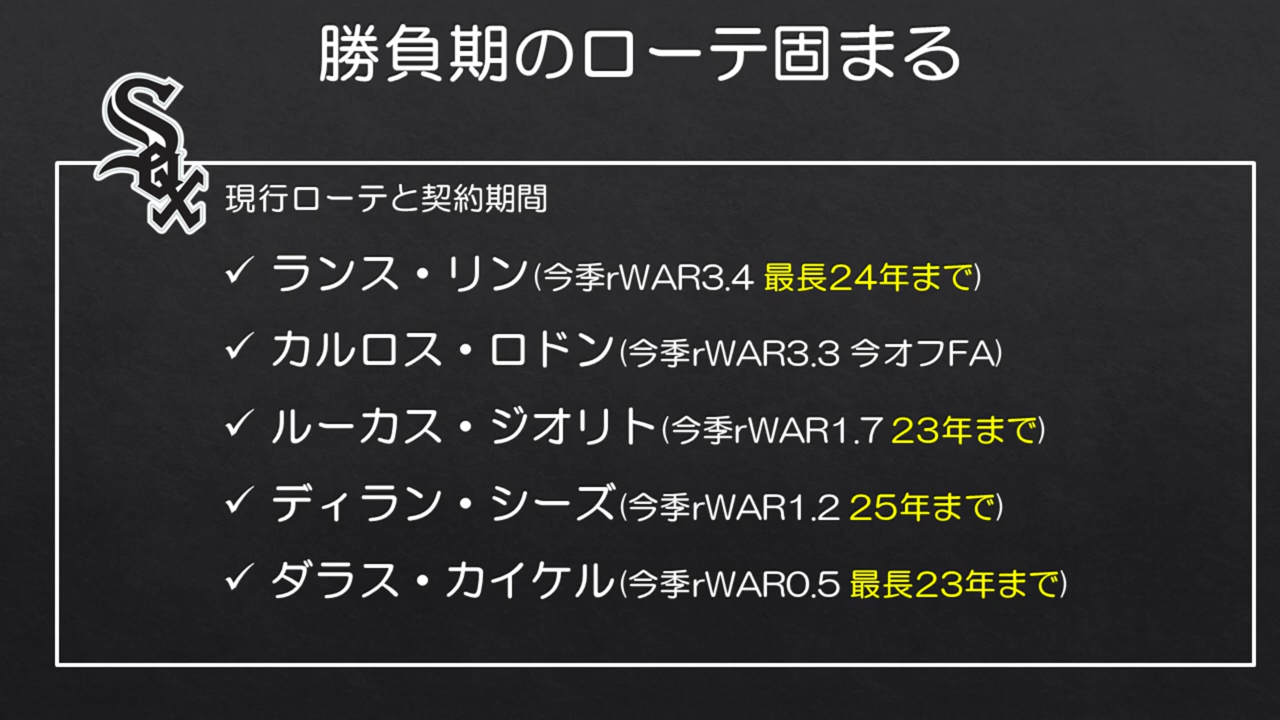 勝負期のローテ固まる
Sox
現行ローテと契約期間
✓ ランス・リン(今季rWAR3.4 最長24年まで)
✓ カルロス・ロドン(今季rWAR3.3 今オフFA)
✓ ルーカス・ジオリト(今季rWAR1.7 23年まで)
✓ ディラン・シーズ(今季rWAR1.2 25年まで)
✓ ダラス・カイケル(今季rWAR0.5 最長23年まで)